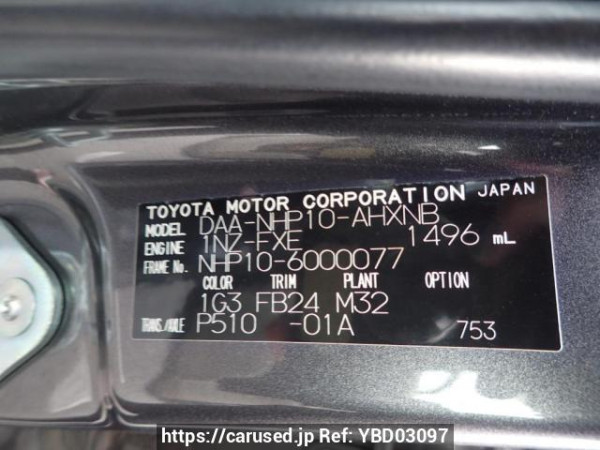 TOYOTA MOTOR CORPORATION JAPAN
MODEL DAA-NHP10-AHXNB
ENGINE 1NZ-FXE 1496 mL
FRAME No. NHP10-6000077
COLOR TRIM PLANT OPTION
1G3 FB24 M32
TRANS./AXLE P510 -01A 753
https://carused.jp Ref: YBD03097